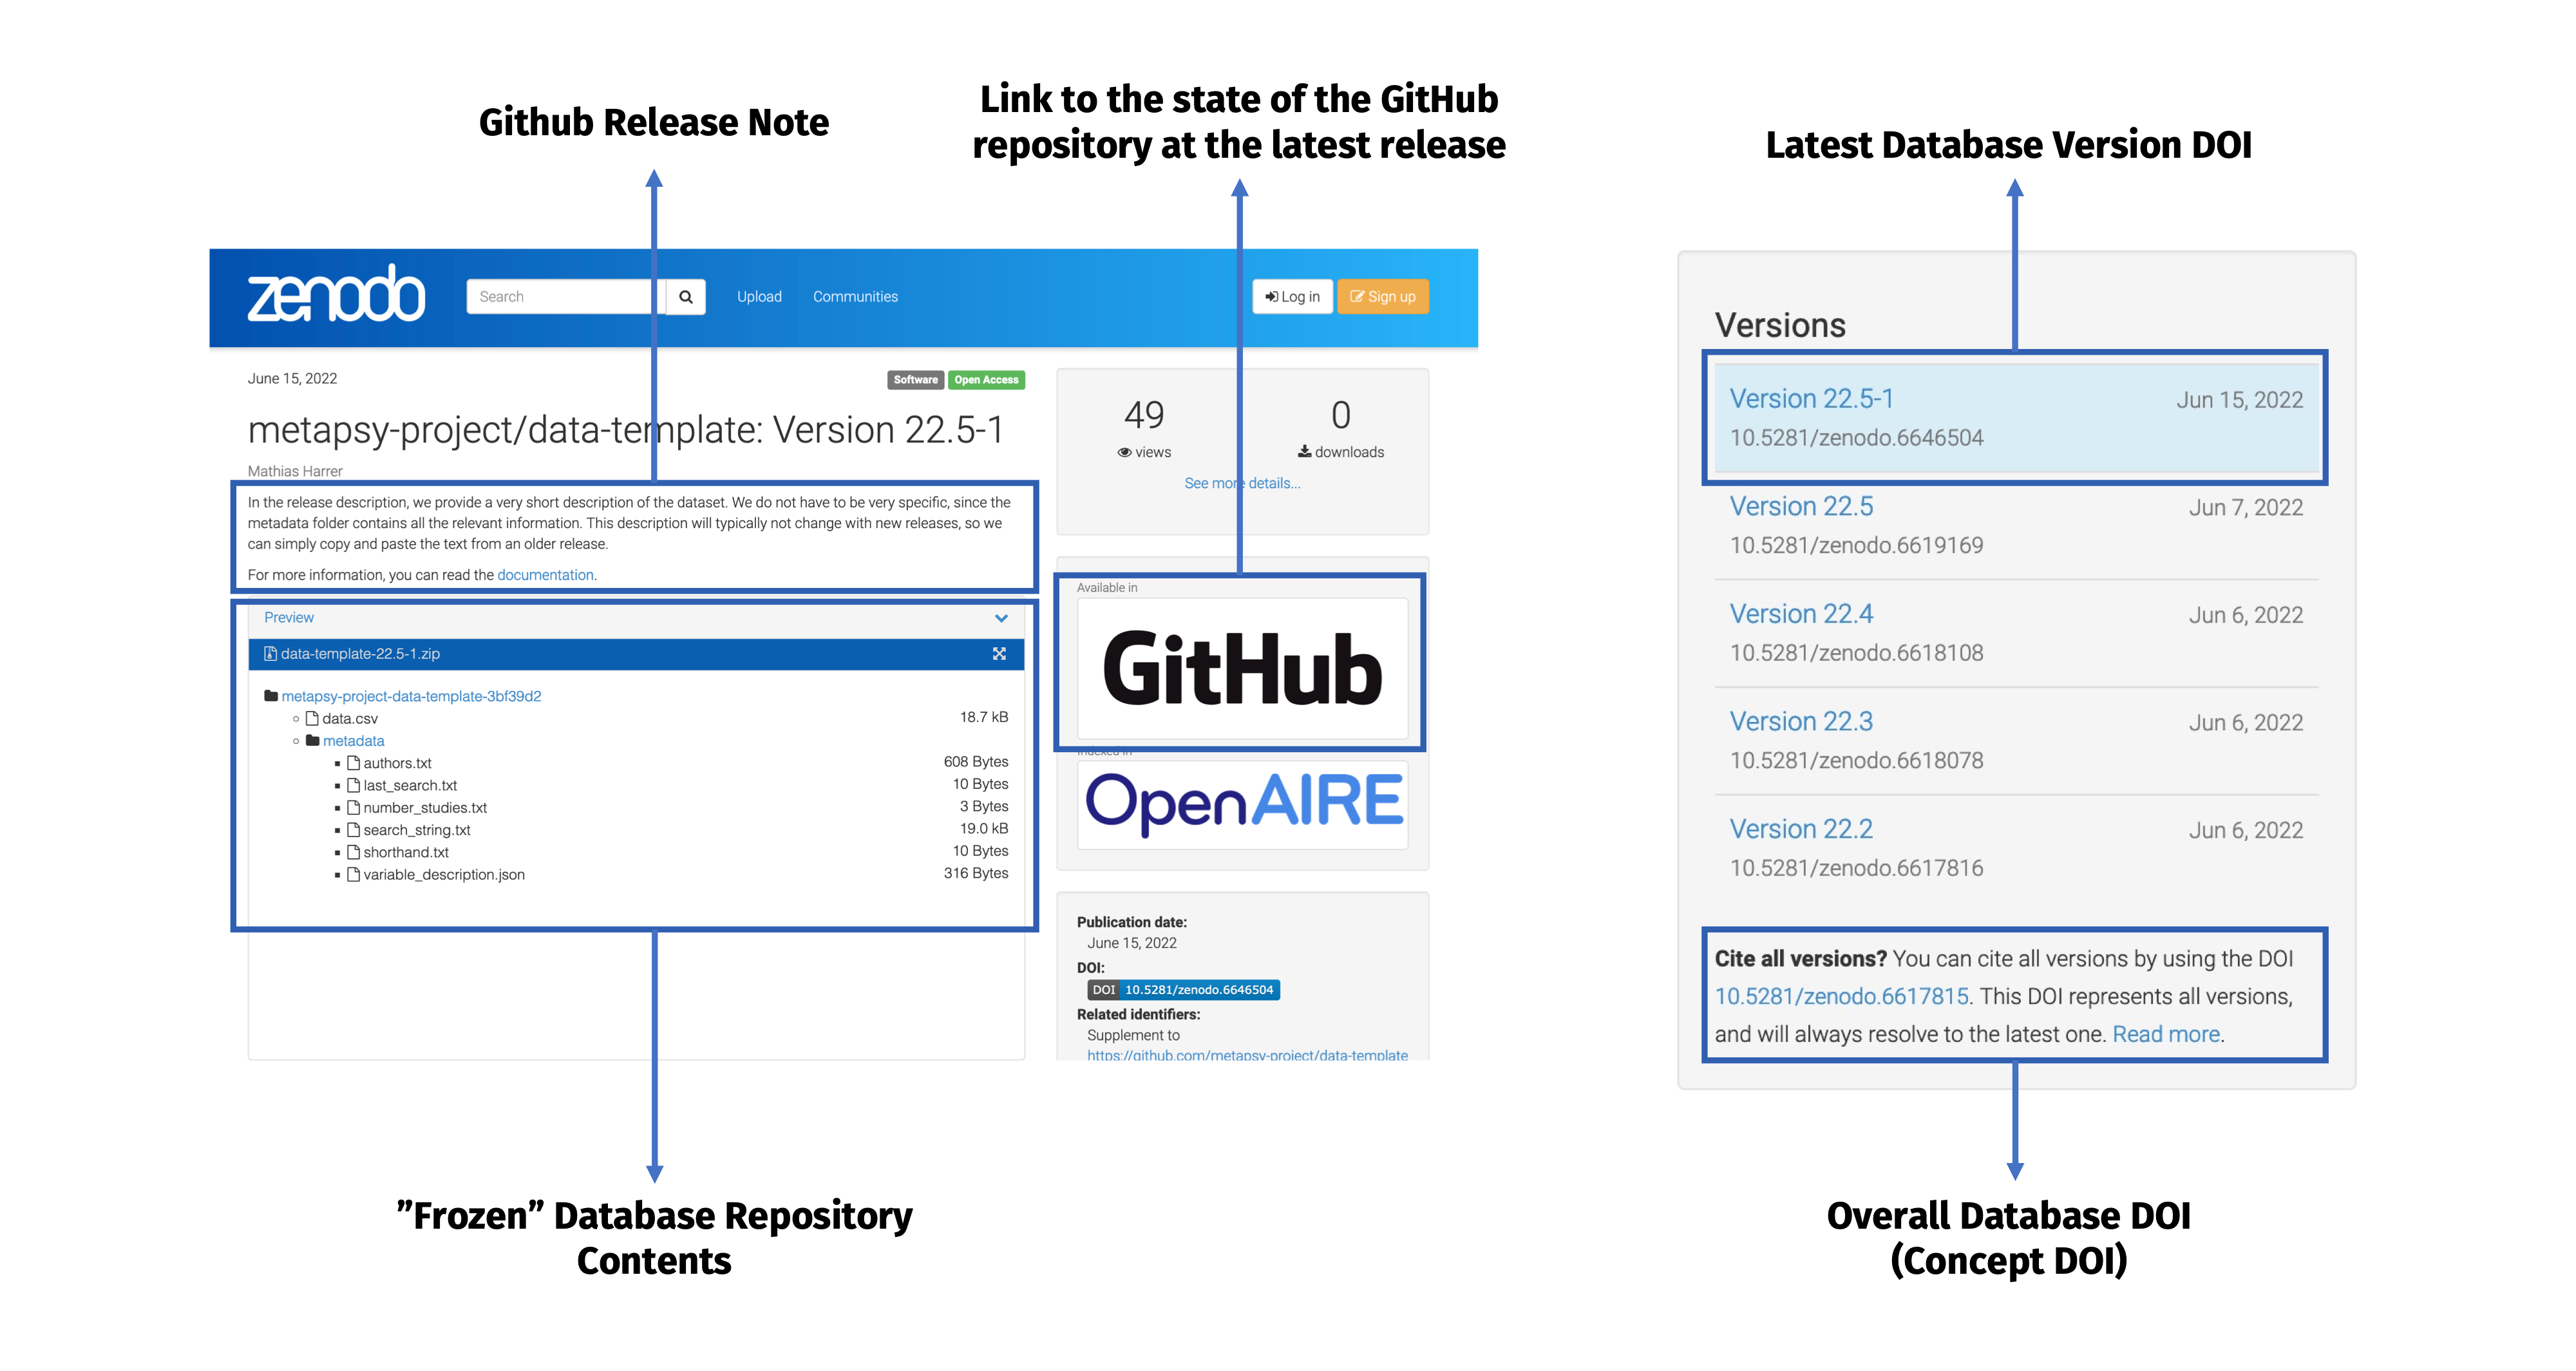 Github Release Note
Link to the state of the GitHub
repository at the latest release
Latest Database Version DOI
zenodo
Search
Upload
Communities
Log in
Sign up
June 15, 2022
Software
Open Access
metapsy-project/data-template: Version 22.5-1
Mathias Harrer
In the release description, we provide a very short description of the dataset. We do not have to be very specific, since the
metadata folder contains all the relevant information. This description will typically not change with new releases, so we
can simply copy and paste the text from an older release.
For more information, you can read the documentation.
Preview
data-template-22.5-1.zip
metapsy-project-data-template-3bf39d2
data.csv 18.7 kB
metadata
authors.txt 608 Bytes
last_search.txt 10 Bytes
number_studies.txt 3 Bytes
search_string.txt 19.0 kB
shorthand.txt 10 Bytes
variable_description.json 316 Bytes
49 0
views downloads
See more details...
Available in
GitHub
Indexed in
OpenAIRE
Publication date:
June 15, 2022
DOI:
DOI 10.5281/zenodo.6646504
Related identifiers:
Supplement to
https://github.com/metapsy-project/data-template
Versions
Version 22.5-1 Jun 15, 2022
10.5281/zenodo.6646504
Version 22.5 Jun 7, 2022
10.5281/zenodo.6619169
Version 22.4 Jun 6, 2022
10.5281/zenodo.6618108
Version 22.3 Jun 6, 2022
10.5281/zenodo.6618078
Version 22.2 Jun 6, 2022
10.5281/zenodo.6617816
Cite all versions? You can cite all versions by using the DOI
10.5281/zenodo.6617815. This DOI represents all versions,
and will always resolve to the latest one. Read more.
”Frozen” Database Repository
Contents
Overall Database DOI
(Concept DOI)